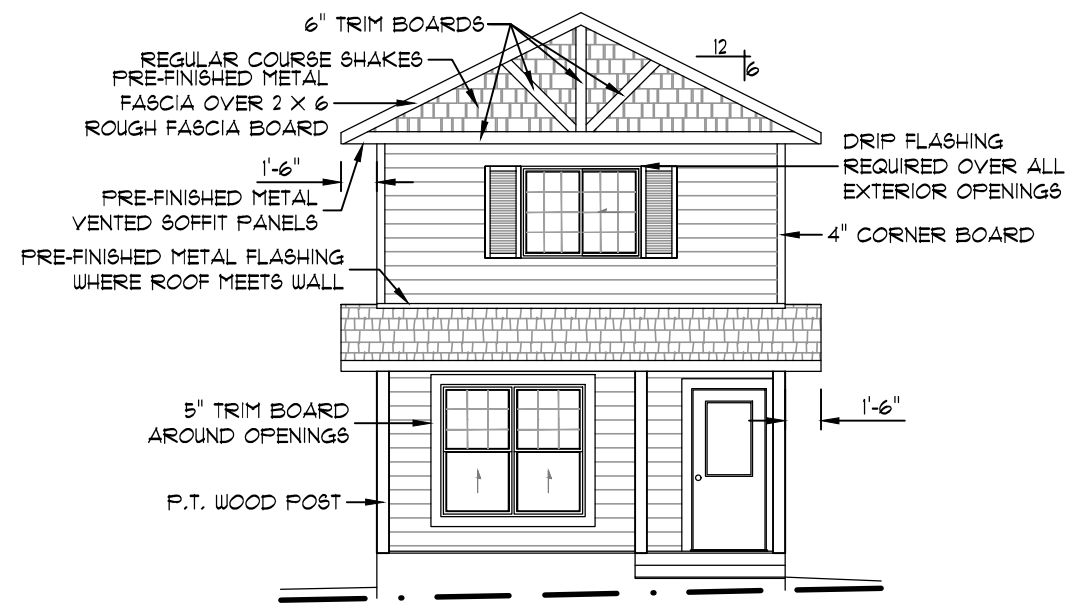 6" TRIM BOARDS
REGULAR COURSE SHAKES
PRE-FINISHED METAL
FASCIA OVER 2 X 6
ROUGH FASCIA BOARD
12
6
DRIP FLASHING
REQUIRED OVER ALL
EXTERIOR OPENINGS
1'-6"
PRE-FINISHED METAL
VENTED SOFFIT PANELS
4" CORNER BOARD
PRE-FINISHED METAL FLASHING
WHERE ROOF MEETS WALL
5" TRIM BOARD
AROUND OPENINGS
1'-6"
P.T. WOOD POST